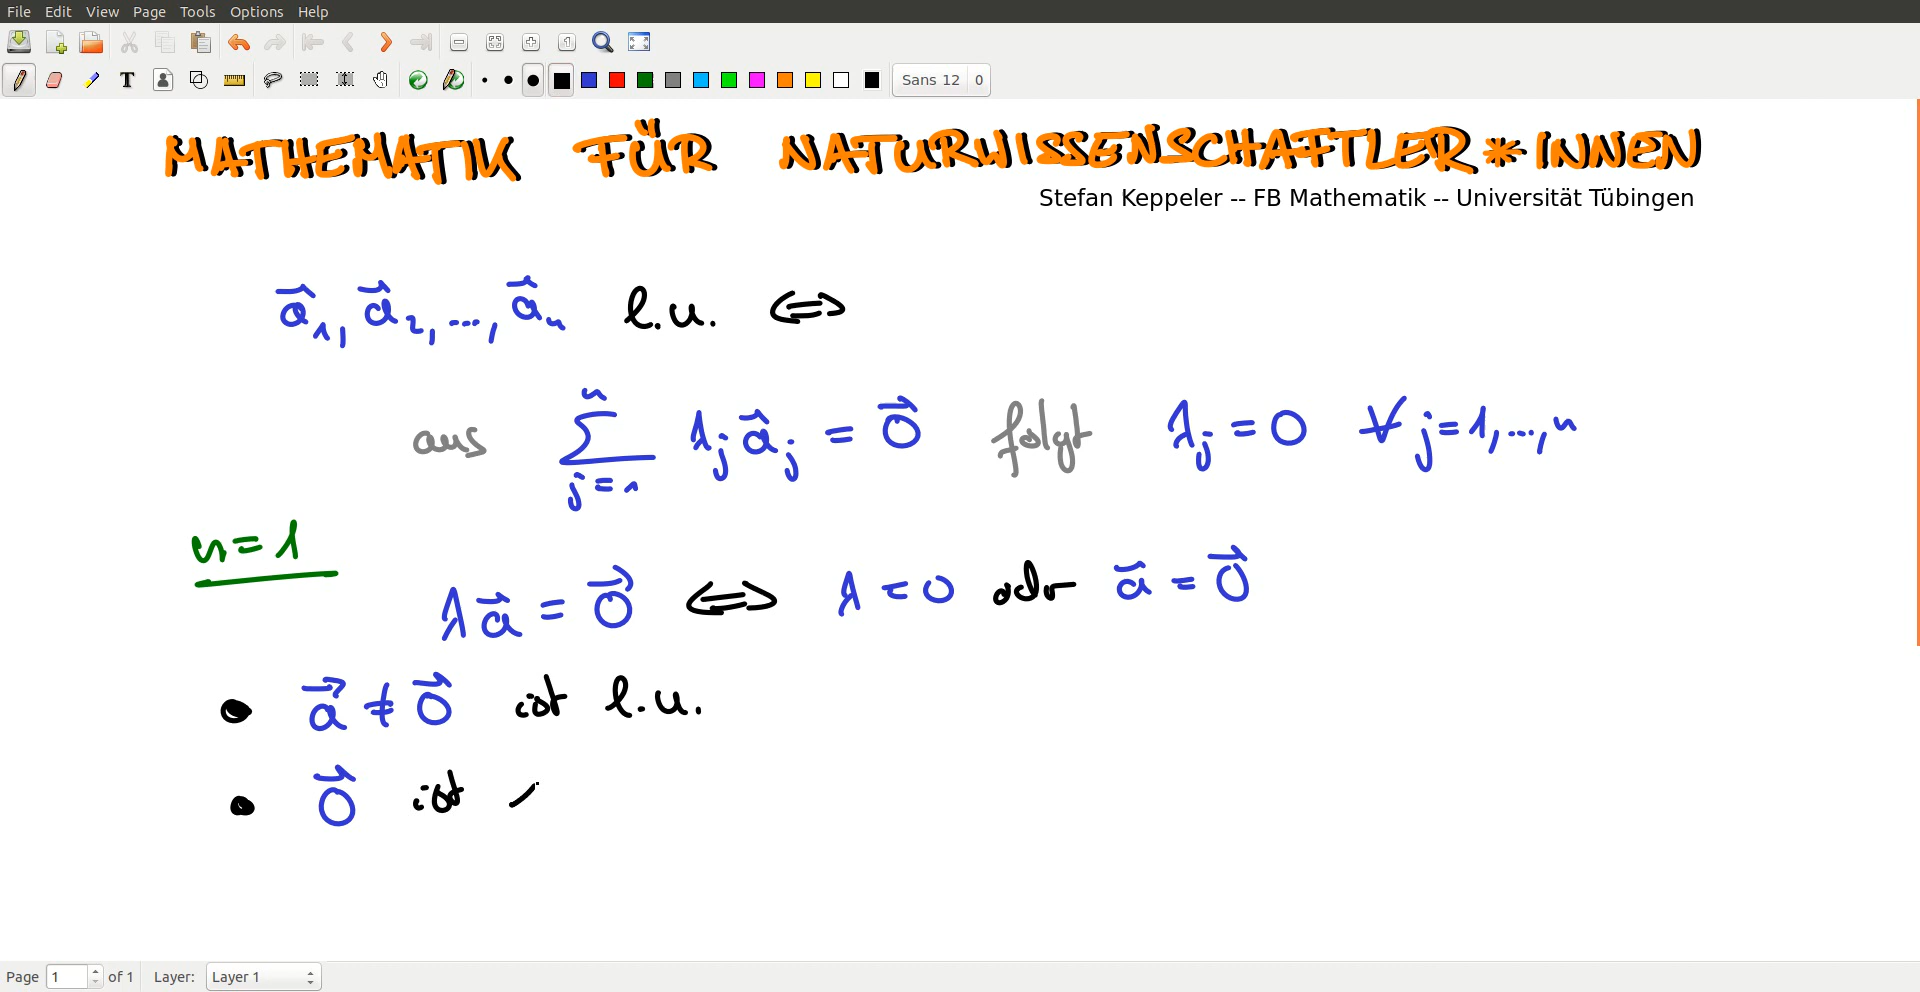 File Edit View Page Tools Options Help
Sans 12 0
MATHEMATIK FÜR NATURWISSENSCHAFTLER*INNEN
Stefan Keppeler -- FB Mathematik -- Universität Tübingen
a⃗₁, a⃗₂, ..., a⃗ₙ l.u. ⇔
aus ∑ⱼ₌₁ⁿ λⱼ a⃗ⱼ = 0⃗ folgt λⱼ = 0 ∀ j = 1, ..., n
n = 1
λ a⃗ = 0⃗ ⇔ λ = 0 oder a⃗ = 0⃗
• a⃗ ≠ 0⃗ ist l.u.
• 0⃗ ist
Page 1 of 1 Layer: Layer 1